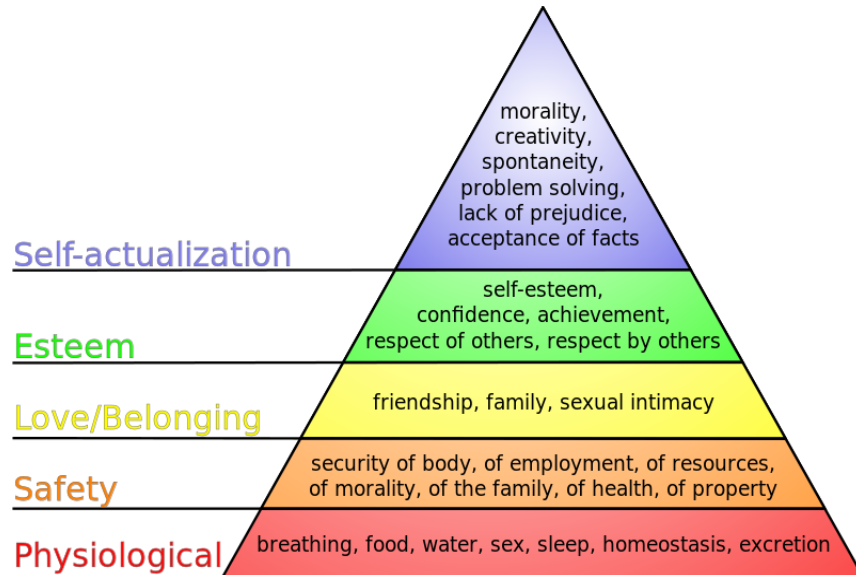 morality,
creativity,
spontaneity,
problem solving,
lack of prejudice,
acceptance of facts
Self-actualization
self-esteem,
confidence, achievement,
respect of others, respect by others
Esteem
friendship, family, sexual intimacy
Love/Belonging
security of body, of employment, of resources,
of morality, of the family, of health, of property
Safety
breathing, food, water, sex, sleep, homeostasis, excretion
Physiological